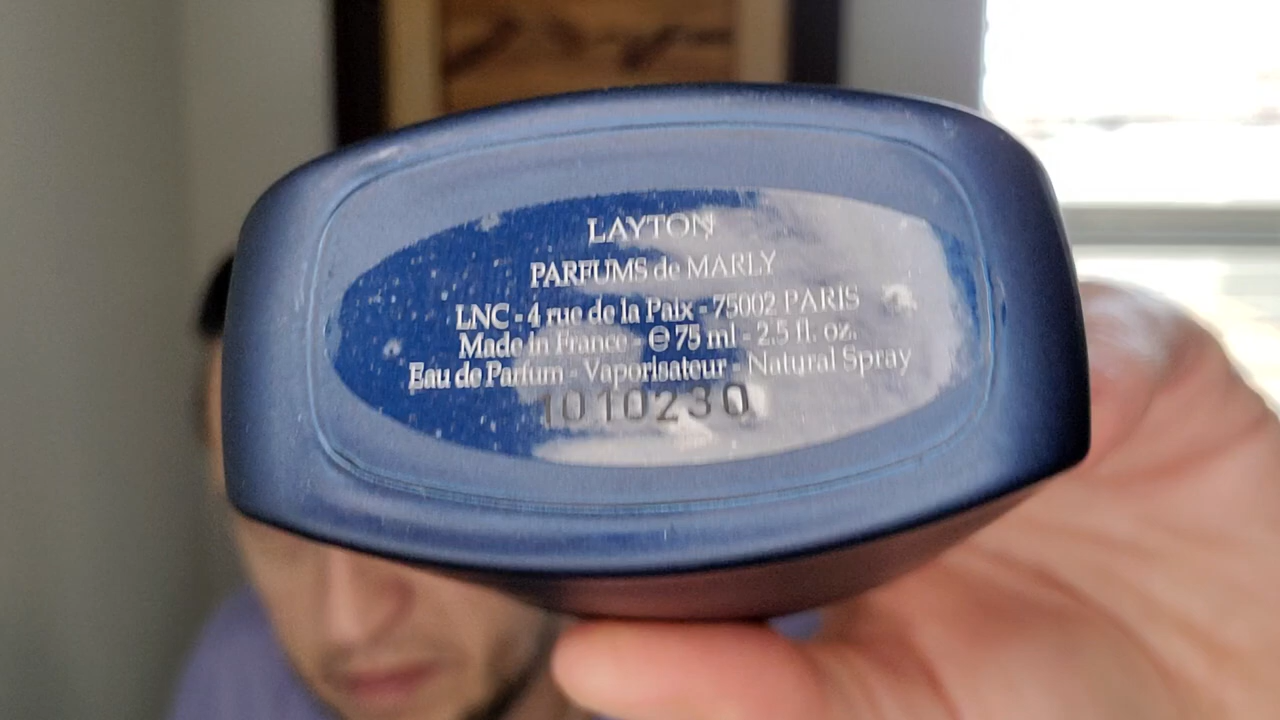 LAYTON
PARFUMS de MARLY
LNC - 4 rue de la Paix - 75002 PARIS
Made in France - ℮ 75 ml - 2.5 fl. oz.
Eau de Parfum - Vaporisateur - Natural Spray
1010230